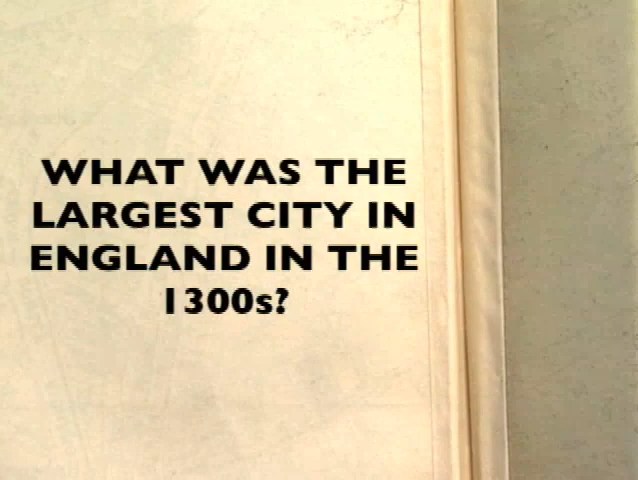 WHAT WAS THE
LARGEST CITY IN
ENGLAND IN THE
1300s?